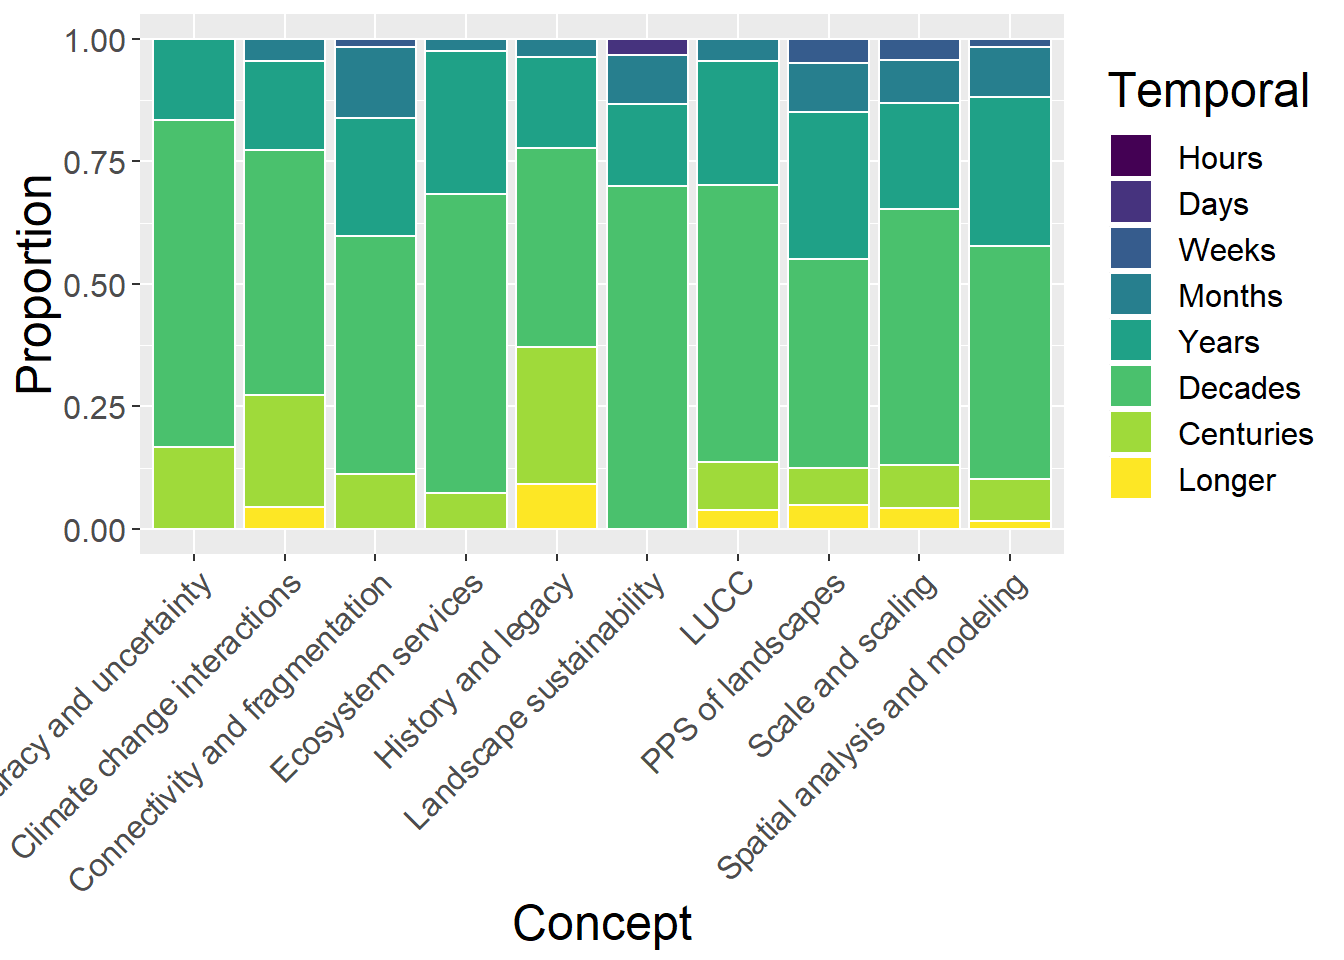 Proportion
1.00
0.75
0.50
0.25
0.00
and uncertainty
Climate change interactions
Connectivity and fragmentation
Ecosystem services
History and legacy
Landscape sustainability
LUCC
PPS of landscapes
Scale and scaling
Spatial analysis and modeling
Concept
Temporal
Hours
Days
Weeks
Months
Years
Decades
Centuries
Longer